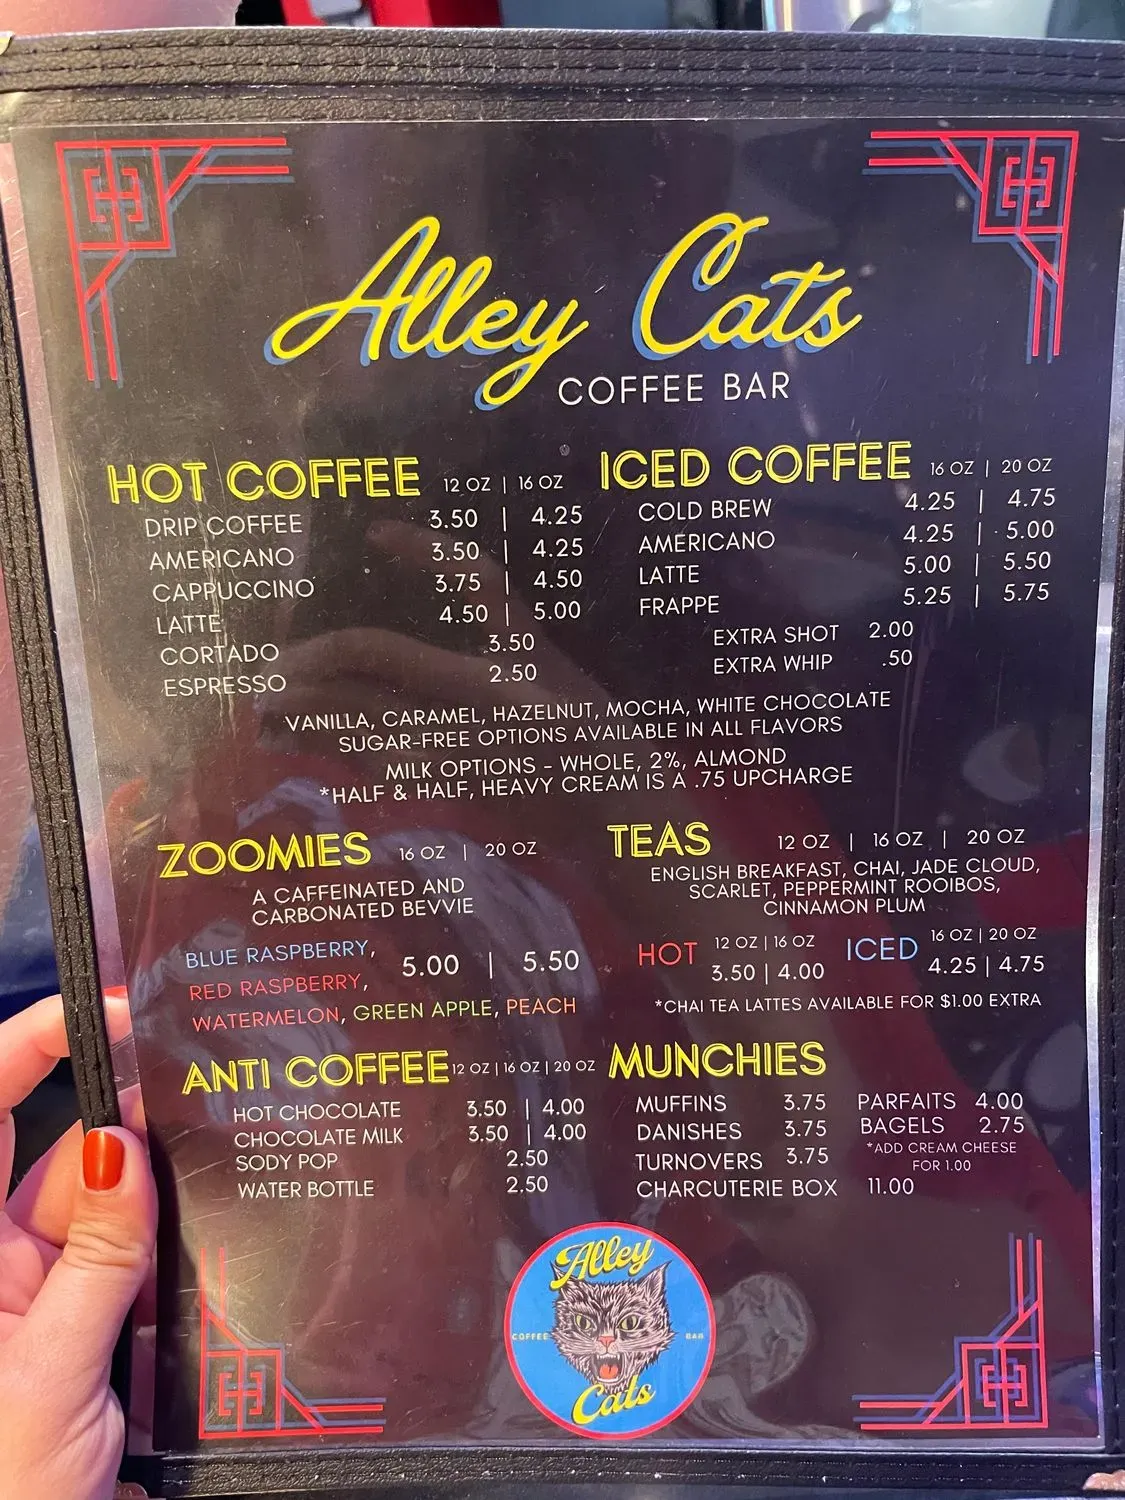 Alley Cats
COFFEE BAR
HOT COFFEE 12 OZ | 16 OZ
DRIP COFFEE 3.50 | 4.25
AMERICANO 3.50 | 4.25
CAPPUCCINO 3.75 | 4.50
LATTE 4.50 | 5.00
CORTADO 3.50
ESPRESSO 2.50
ICED COFFEE 16 OZ | 20 OZ
COLD BREW 4.25 | 4.75
AMERICANO 4.25 | 5.00
LATTE 5.00 | 5.50
FRAPPE 5.25 | 5.75
EXTRA SHOT 2.00
EXTRA WHIP .50
VANILLA, CARAMEL, HAZELNUT, MOCHA, WHITE CHOCOLATE
SUGAR-FREE OPTIONS AVAILABLE IN ALL FLAVORS
MILK OPTIONS - WHOLE, 2%, ALMOND
*HALF & HALF, HEAVY CREAM IS A .75 UPCHARGE
ZOOMIES 16 OZ | 20 OZ
A CAFFEINATED AND
CARBONATED BEVVIE
BLUE RASPBERRY,
RED RASPBERRY, 5.00 | 5.50
WATERMELON, GREEN APPLE, PEACH
TEAS 12 OZ | 16 OZ | 20 OZ
ENGLISH BREAKFAST, CHAI, JADE CLOUD,
SCARLET, PEPPERMINT ROOIBOS,
CINNAMON PLUM
HOT 12 OZ | 16 OZ
3.50 | 4.00
ICED 16 OZ | 20 OZ
4.25 | 4.75
*CHAI TEA LATTES AVAILABLE FOR $1.00 EXTRA
ANTI COFFEE 12 OZ | 16 OZ | 20 OZ
HOT CHOCOLATE 3.50 | 4.00
CHOCOLATE MILK 3.50 | 4.00
SODY POP 2.50
WATER BOTTLE 2.50
MUNCHIES
MUFFINS 3.75 PARFAITS 4.00
DANISHES 3.75 BAGELS 2.75
*ADD CREAM CHEESE
FOR 1.00
TURNOVERS 3.75
CHARCUTERIE BOX 11.00
Alley
COFFEE BAR
Cats